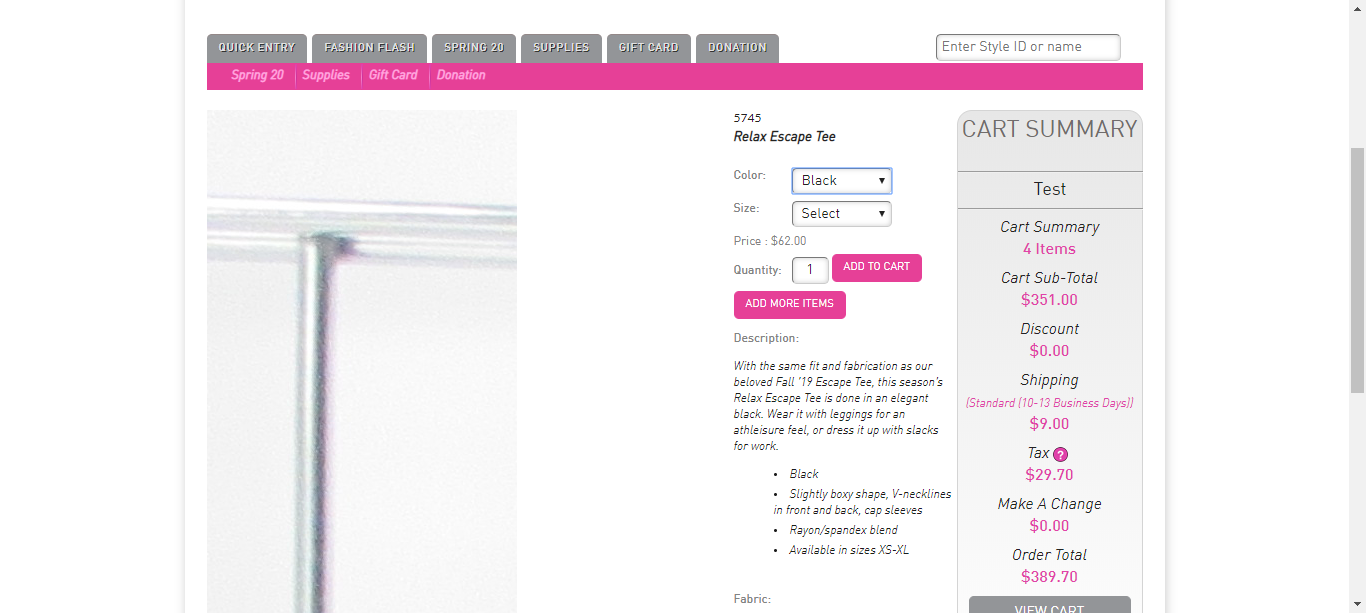 QUICK ENTRY
FASHION FLASH
SPRING 20
SUPPLIES
GIFT CARD
DONATION
Enter Style ID or name
Spring 20
Supplies
Gift Card
Donation
5745
Relax Escape Tee
Color:
Black
Size:
Select
Price : $62.00
Quantity:
1
ADD TO CART
ADD MORE ITEMS
Description:
With the same fit and fabrication as our
beloved Fall '19 Escape Tee, this season's
Relax Escape Tee is done in an elegant
black. Wear it with leggings for an
athleisure feel, or dress it up with slacks
for work.
• Black
• Slightly boxy shape, V-necklines
in front and back, cap sleeves
• Rayon/spandex blend
• Available in sizes XS-XL
Fabric:
CART SUMMARY
Test
Cart Summary
4 Items
Cart Sub-Total
$351.00
Discount
$0.00
Shipping
(Standard (10-13 Business Days))
$9.00
Tax ?
$29.70
Make A Change
$0.00
Order Total
$389.70
VIEW CART